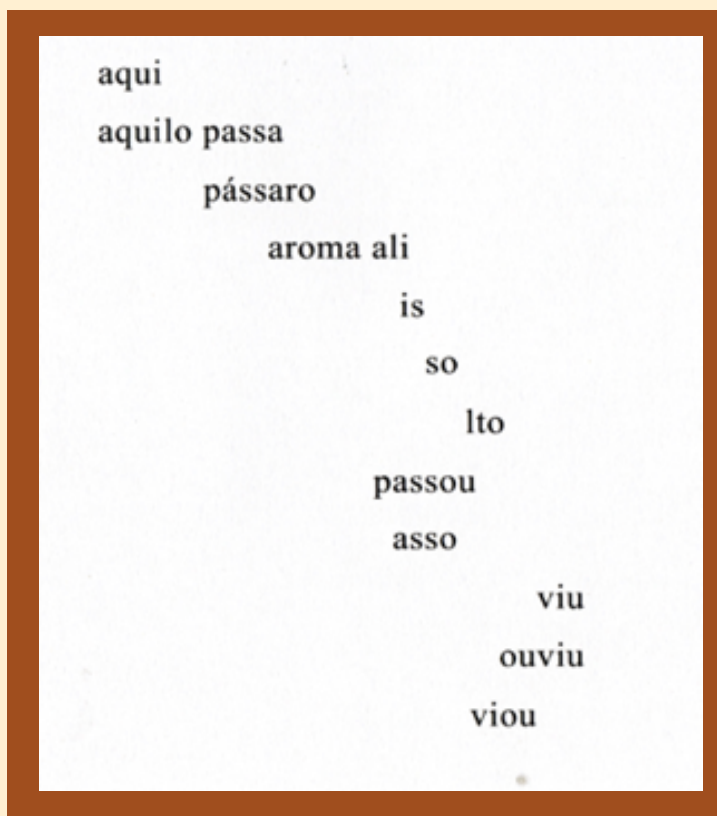 aqui
aquilo passa
pássaro
aroma ali
is
so
lto
passou
asso
viu
ouviu
viou